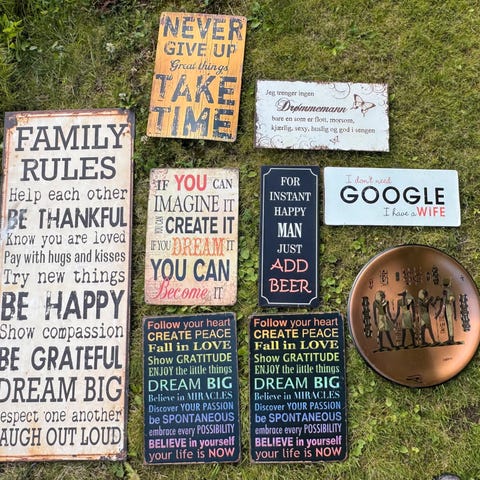 FAMILY
RULES
Help each other
BE THANKFUL
Know you are loved
Pay with hugs and kisses
Try new things
BE HAPPY
Show compassion
BE GRATEFUL
DREAM BIG
espect one another
AUGH OUT LOUD
NEVER
GIVE UP
Great things
TAKE
TIME
Jeg trenger ingen
Drømmemann
bare en som er flott, morsom,
kjærlig, sexy, huslig og god i sengen
IF YOU CAN
IMAGINE IT
YOU CAN CREATE IT
IF YOU DREAM IT
YOU CAN
Become IT
FOR
INSTANT
HAPPY
MAN
JUST
ADD
BEER
I don't need
GOOGLE
I have a WIFE
Follow your heart
CREATE PEACE
Fall in LOVE
Show GRATITUDE
ENJOY the little things
DREAM BIG
Believe in MIRACLES
Discover YOUR PASSION
be SPONTANEOUS
embrace every POSSIBILITY
BELIEVE in yourself
your life is NOW
Follow your heart
CREATE PEACE
Fall in LOVE
Show GRATITUDE
ENJOY the little things
DREAM BIG
Believe in MIRACLES
Discover YOUR PASSION
be SPONTANEOUS
embrace every POSSIBILITY
BELIEVE in yourself
your life is NOW